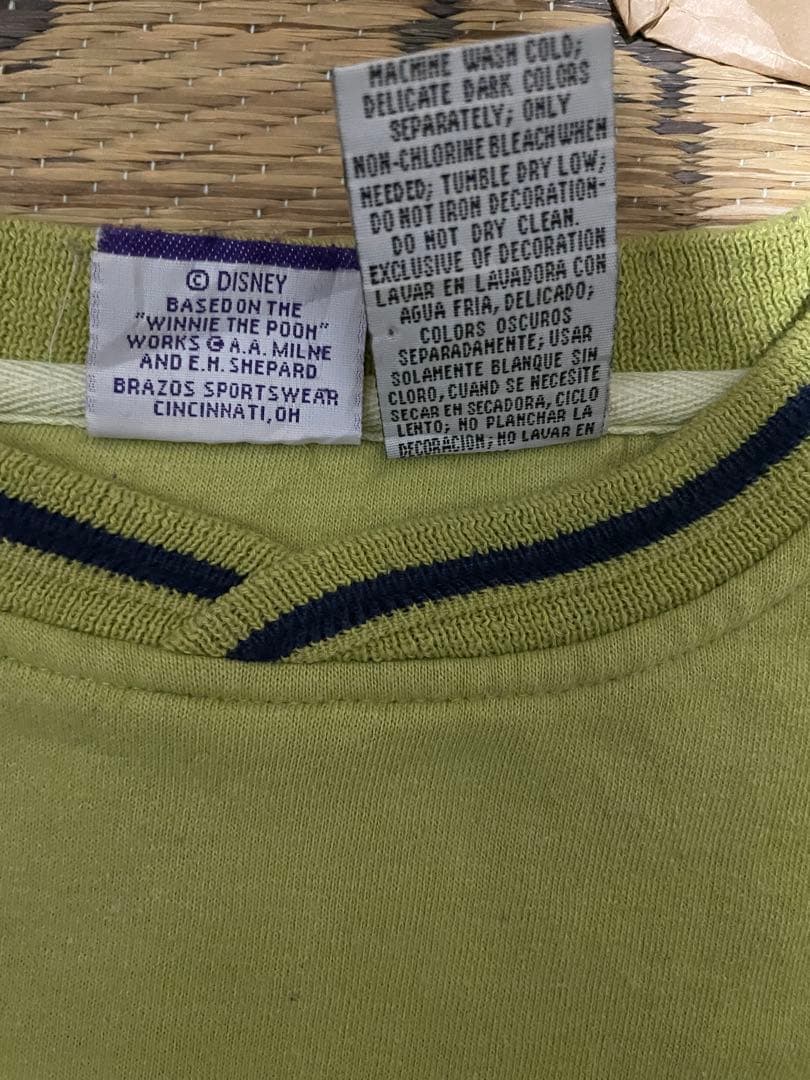 © DISNEY
BASED ON THE
"WINNIE THE POOH"
WORKS © A.A. MILNE
AND E.H. SHEPARD
BRAZOS SPORTSWEAR
CINCINNATI, OH
MACHINE WASH COLD;
DELICATE DARK COLORS
SEPARATELY; ONLY
NON-CHLORINE BLEACH WHEN
NEEDED; TUMBLE DRY LOW;
DO NOT IRON DECORATION-
DO NOT DRY CLEAN.
EXCLUSIVE OF DECORATION
LAVAR EN LAVADORA CON
AGUA FRIA, DELICADO;
COLORS OSCUROS
SEPARADAMENTE; USAR
SOLAMENTE BLANQUE SIN
CLORO, CUANDO SE NECESITE
SECAR EN SECADORA, CICLO
LENTO; NO PLANCHAR LA
DECORACION; NO LAVAR EN